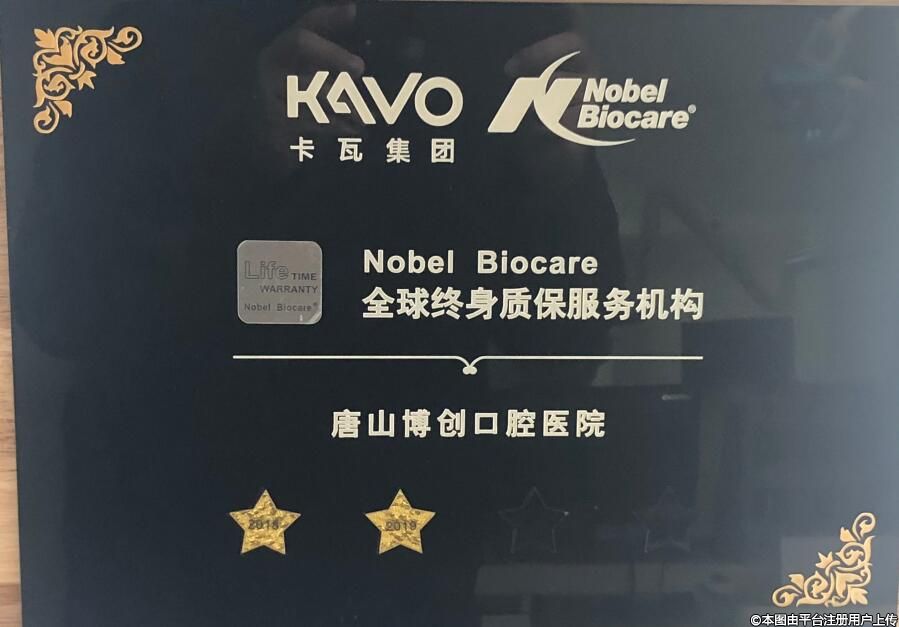 KAVO
卡瓦集团
Nobel
Biocare®
Life TIME
WARRANTY
Nobel Biocare®
Nobel Biocare
全球终身质保服务机构
唐山博创口腔医院
2019
©本图由平台注册用户上传